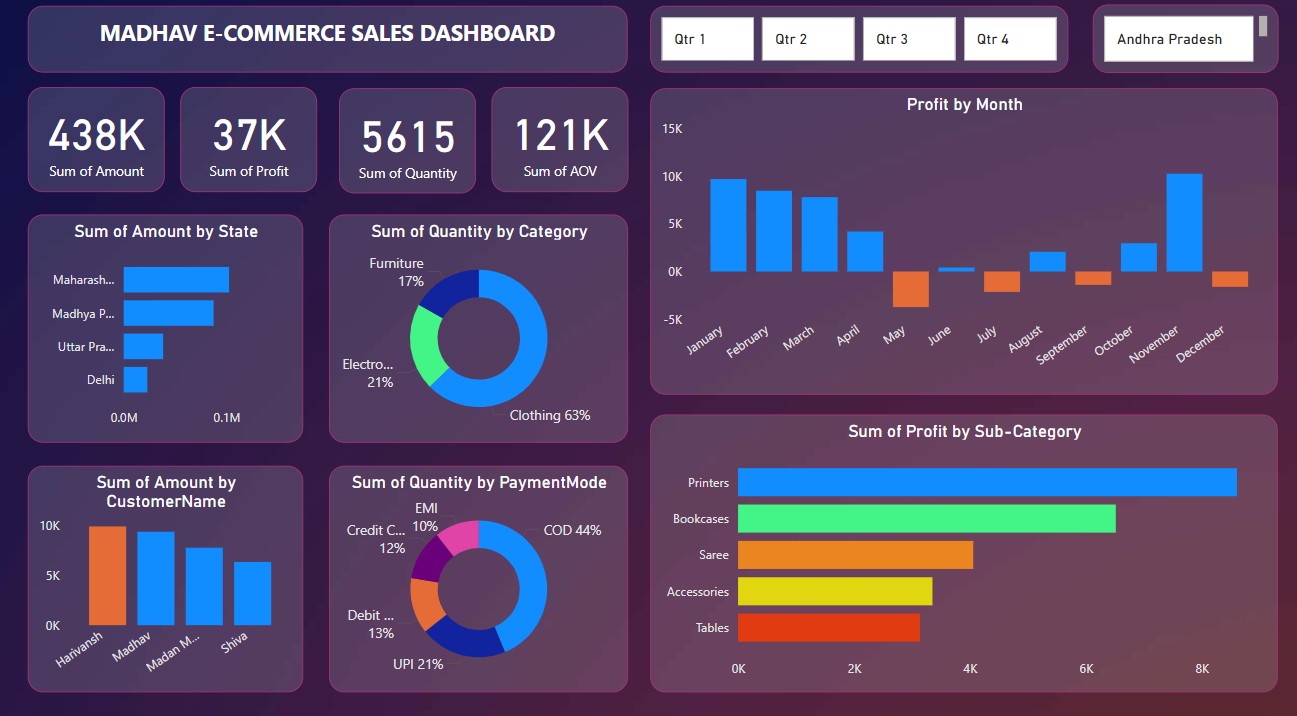 MADHAV E-COMMERCE SALES DASHBOARD
Qtr 1
Qtr 2
Qtr 3
Qtr 4
Andhra Pradesh
438K
Sum of Amount
37K
Sum of Profit
5615
Sum of Quantity
121K
Sum of AOV
Profit by Month
15K
10K
5K
0K
-5K
January
February
March
April
May
June
July
August
September
October
November
December
Sum of Amount by State
Maharash...
Madhya P...
Uttar Pra...
Delhi
0.0M
0.1M
Sum of Quantity by Category
Furniture
17%
Electro...
21%
Clothing 63%
Sum of Amount by
CustomerName
10K
5K
0K
Harivansh
Madhav
Madan M...
Shiva
Sum of Quantity by PaymentMode
EMI
10%
Credit C...
12%
COD 44%
Debit ...
13%
UPI 21%
Sum of Profit by Sub-Category
Printers
Bookcases
Saree
Accessories
Tables
0K
2K
4K
6K
8K